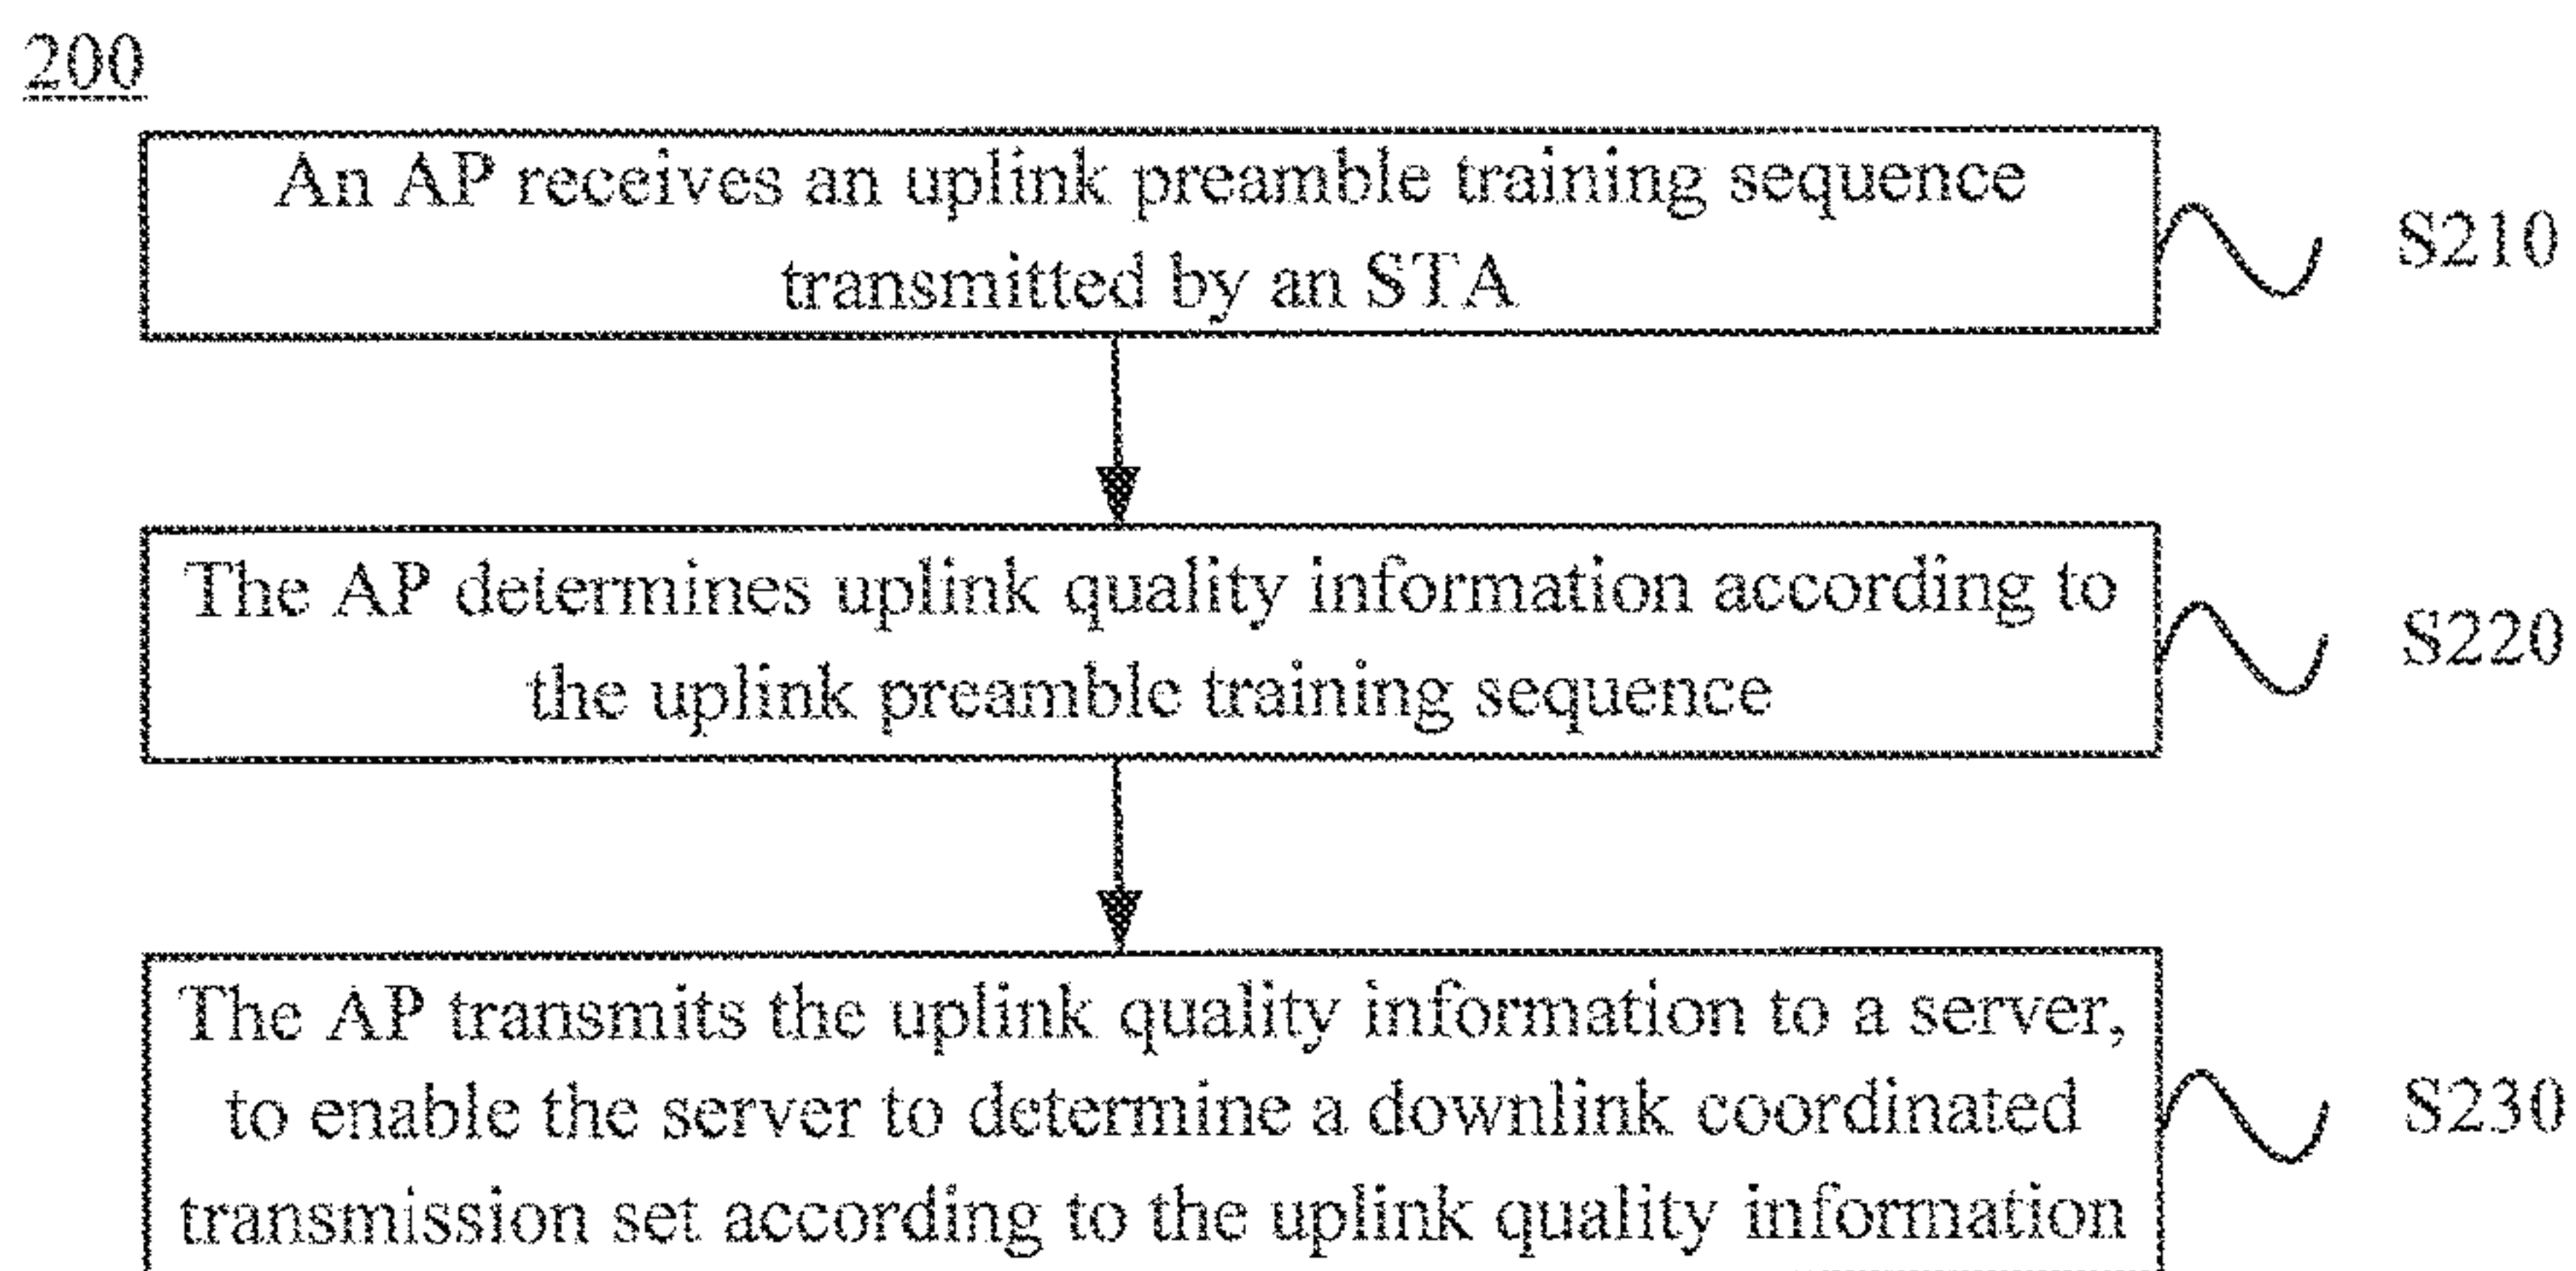 200
An AP receives an uplink preamble training sequence
transmitted by an STA
S210
The AP determines uplink quality information according to
the uplink preamble training sequence
S220
The AP transmits the uplink quality information to a server,
to enable the server to determine a downlink coordinated
transmission set according to the uplink quality information
S230